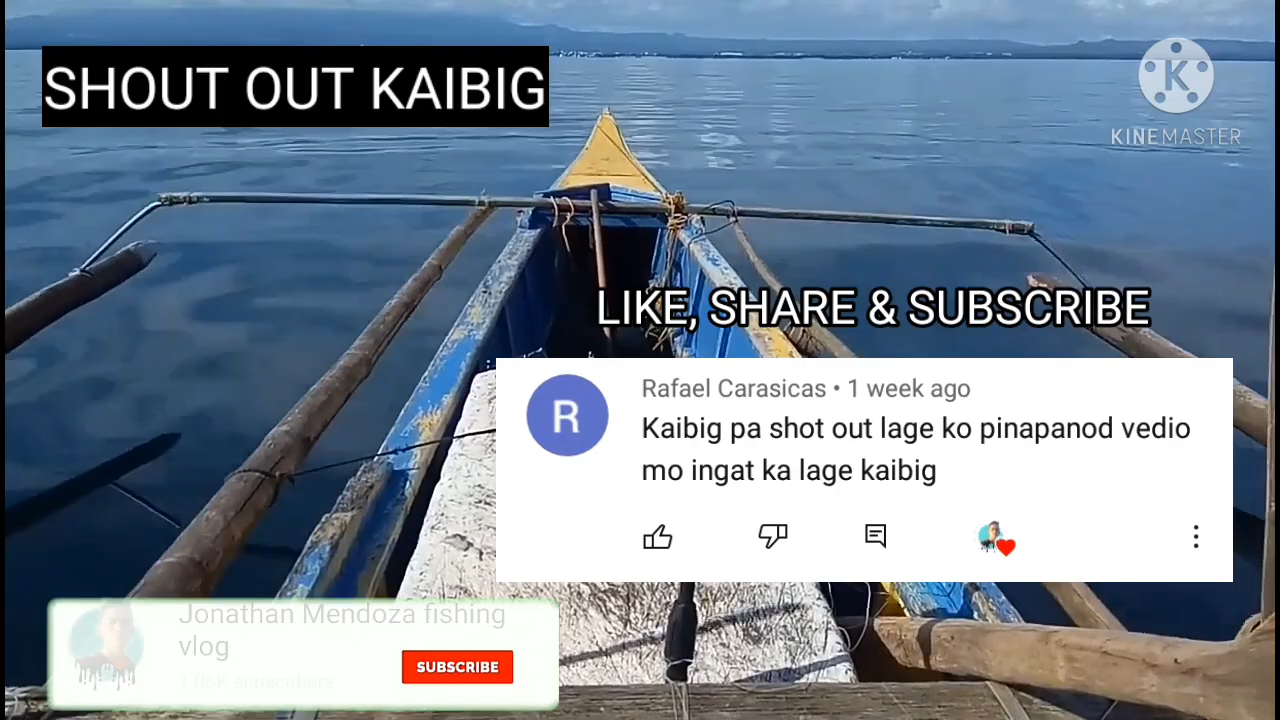 SHOUT OUT KAIBIG
K
KINEMASTER
LIKE, SHARE & SUBSCRIBE
R
Rafael Carasicas • 1 week ago
Kaibig pa shot out lage ko pinapanod vedio
mo ingat ka lage kaibig
Jonathan Mendoza fishing
vlog
SUBSCRIBE
subscribers